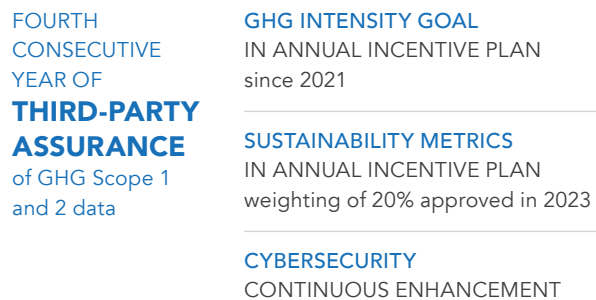 FOURTH
CONSECUTIVE
YEAR OF
THIRD-PARTY
ASSURANCE
of GHG Scope 1
and 2 data
GHG INTENSITY GOAL
IN ANNUAL INCENTIVE PLAN
since 2021
SUSTAINABILITY METRICS
IN ANNUAL INCENTIVE PLAN
weighting of 20% approved in 2023
CYBERSECURITY
CONTINUOUS ENHANCEMENT